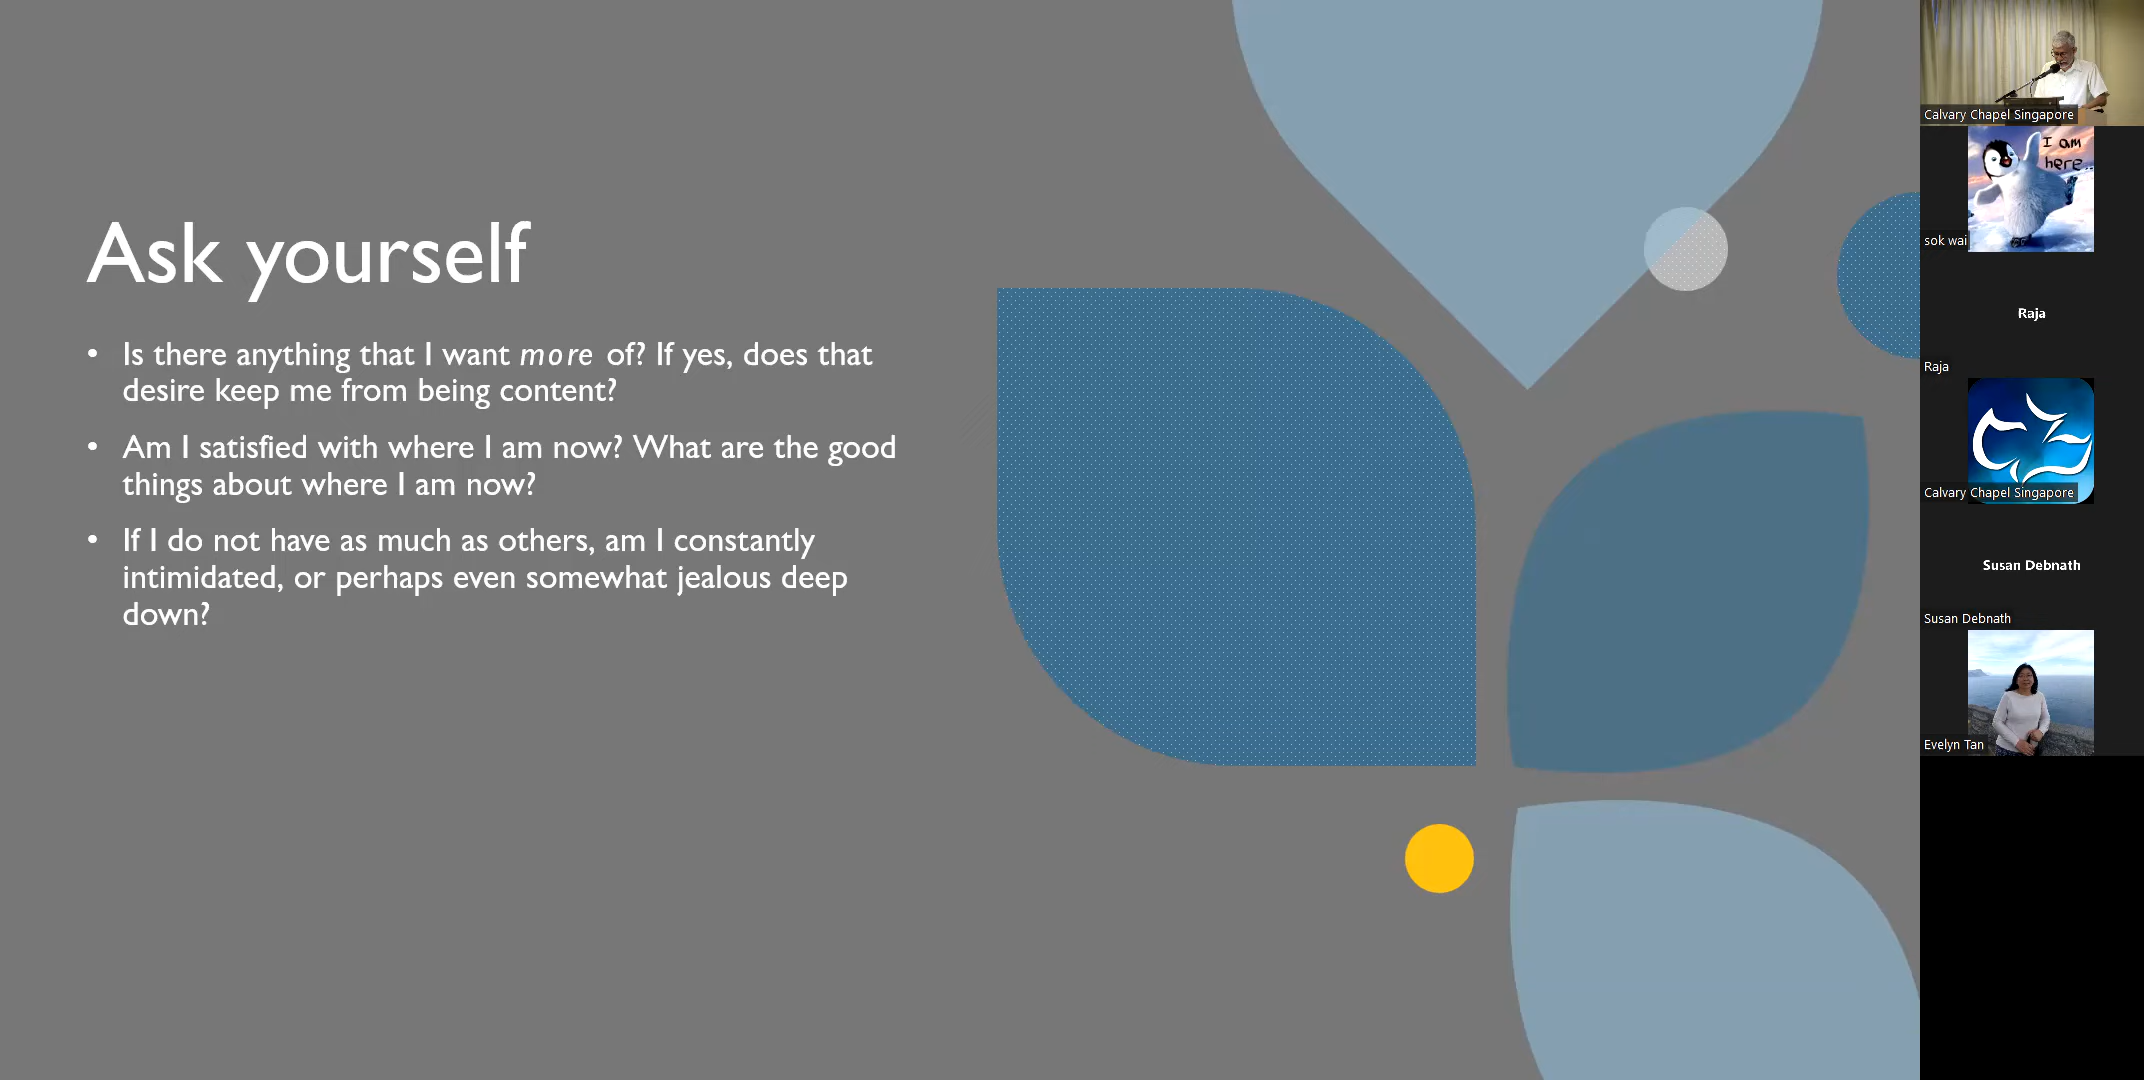 Ask yourself
• Is there anything that I want more of? If yes, does that
desire keep me from being content?
• Am I satisfied with where I am now? What are the good
things about where I am now?
• If I do not have as much as others, am I constantly
intimidated, or perhaps even somewhat jealous deep
down?
Calvary Chapel Singapore
I am
here..
sok wai
Raja
Raja
Calvary Chapel Singapore
Susan Debnath
Susan Debnath
Evelyn Tan